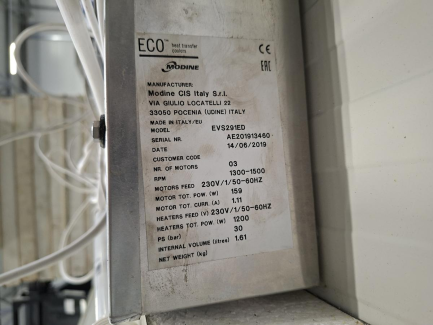 ECO™ heat transfer
MODINE
CE
EAC
MANUFACTURER:
Modine CIS Italy S.r.l.
VIA GIULIO LOCATELLI 22
33050 POCENIA (UDINE) ITALY
MADE IN ITALY/EU
MODEL EVS291ED
SERIAL NR. AE201913460
DATE 14/06/2019
CUSTOMER CODE
NR. OF MOTORS 03
RPM 1300-1500
MOTORS FEED 230V/1/50-60HZ
MOTOR TOT. POW. (W) 159
MOTOR TOT. CURR. (A) 1.11
HEATERS FEED (V) 230V/1/50-60HZ
HEATERS TOT. POW. (W) 1200
PS (bar) 30
INTERNAL VOLUME (litres) 1.61
NET WEIGHT (kg)